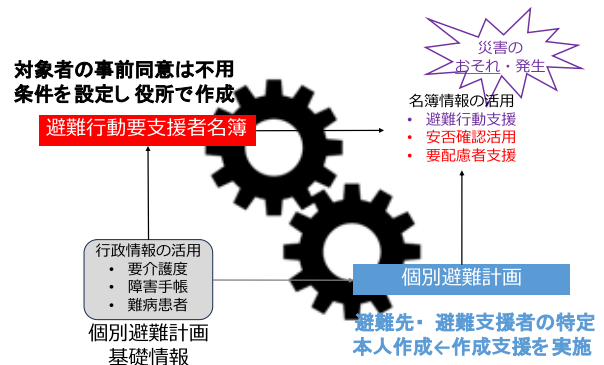 災害の
おそれ・発生
対象者の事前同意は不用
条件を設定し役所で作成
避難行動要支援者名簿
名簿情報の活用
• 避難行動支援
• 安否確認活用
• 要配慮者支援
行政情報の活用
• 要介護度
• 障害手帳
• 難病患者
個別避難計画
基礎情報
個別避難計画
避難先・避難支援者の特定
本人作成←作成支援を実施